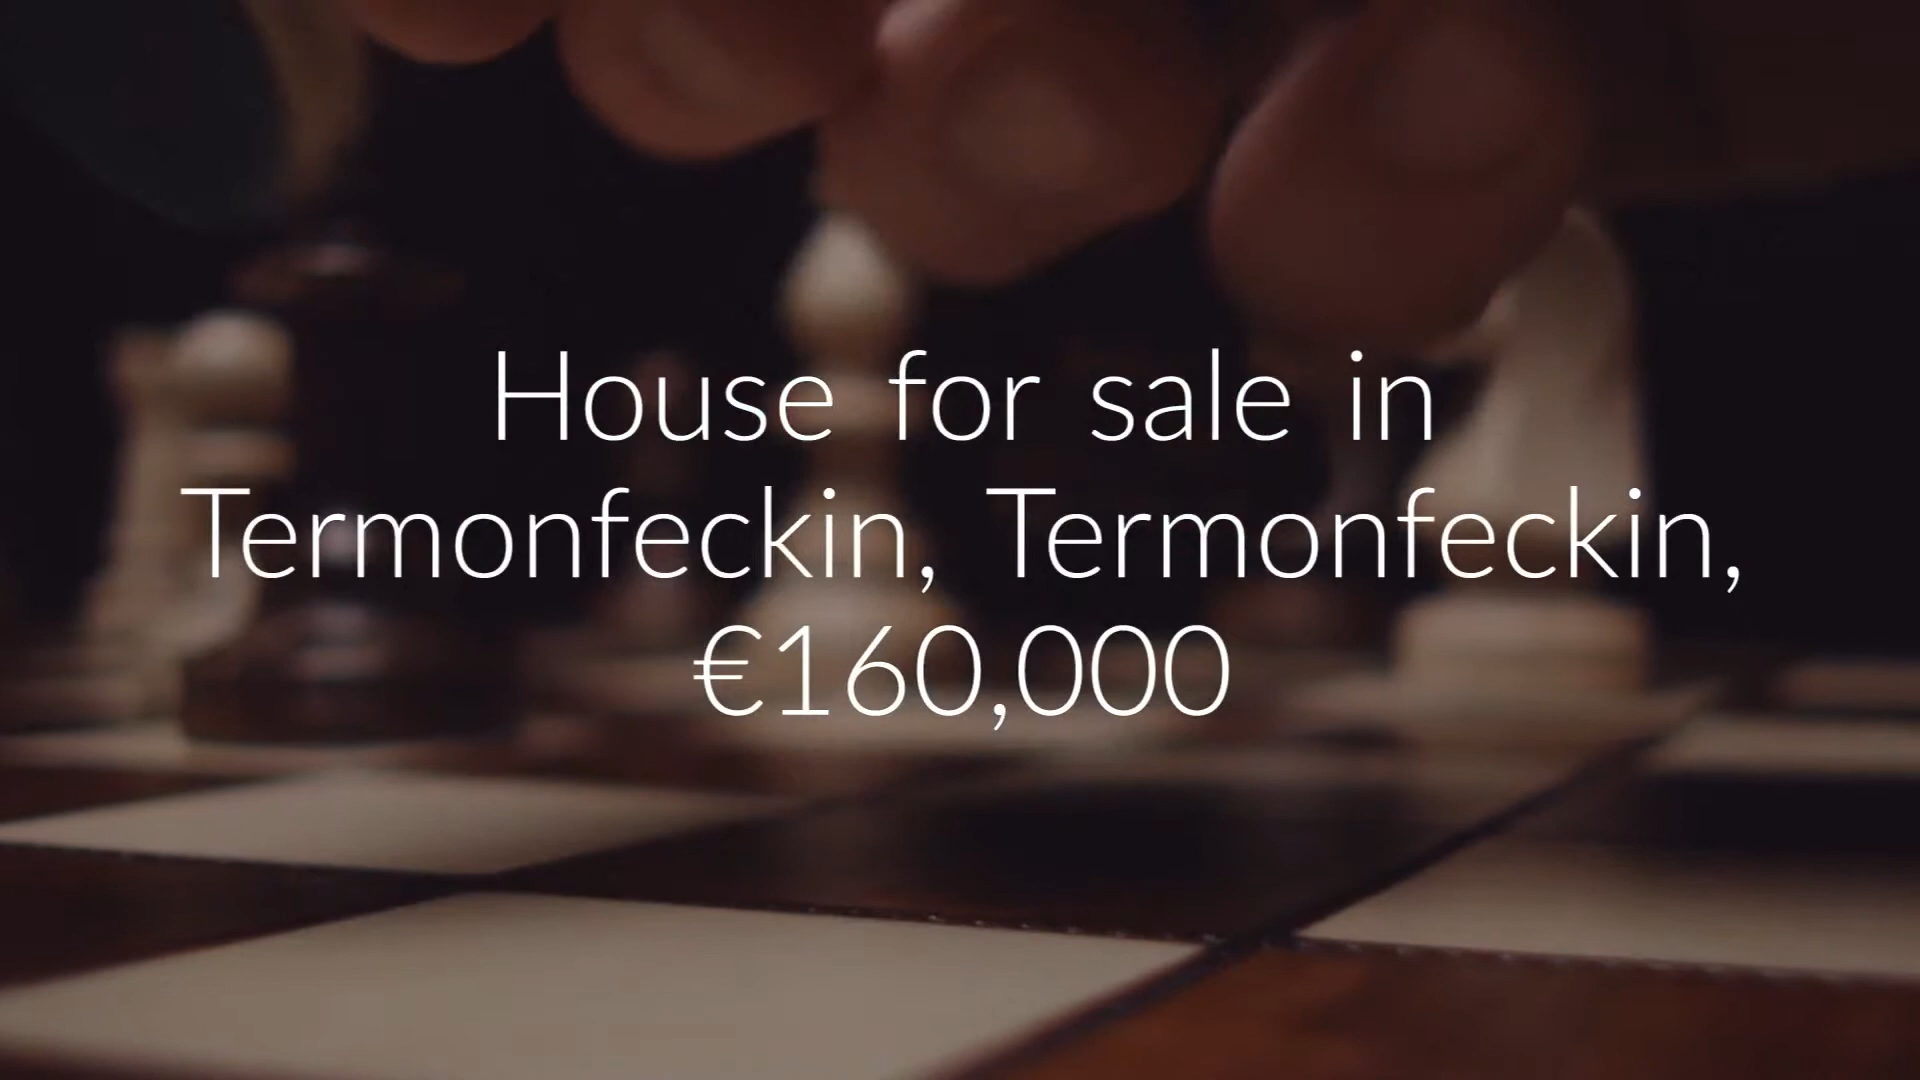 House for sale in
Termonfeckin, Termonfeckin,
€160,000